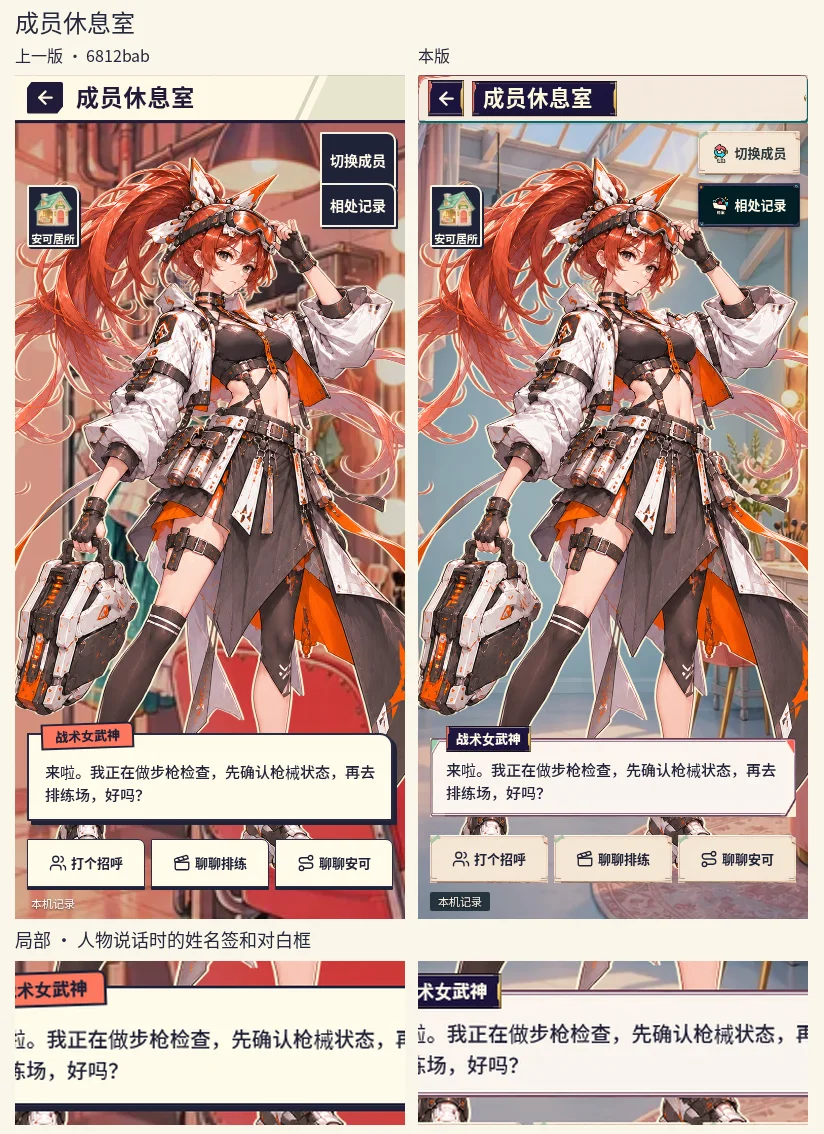 成员休息室
上一版 · 6812bab
本版
成员休息室
切换成员
相处记录
安可居所
战术女武神
来啦。我正在做步枪检查，先确认枪械状态，再去
排练场，好吗？
打个招呼
聊聊排练
聊聊安可
本机记录
成员休息室
切换成员
相处记录
安可居所
战术女武神
来啦。我正在做步枪检查，先确认枪械状态，再去
排练场，好吗？
打个招呼
聊聊排练
聊聊安可
本机记录
局部 · 人物说话时的姓名签和对白框
术女武神
啦。我正在做步枪检查，先确认枪械状态，再
练场，好吗？
术女武神
啦。我正在做步枪检查，先确认枪械状态，再
练场，好吗？